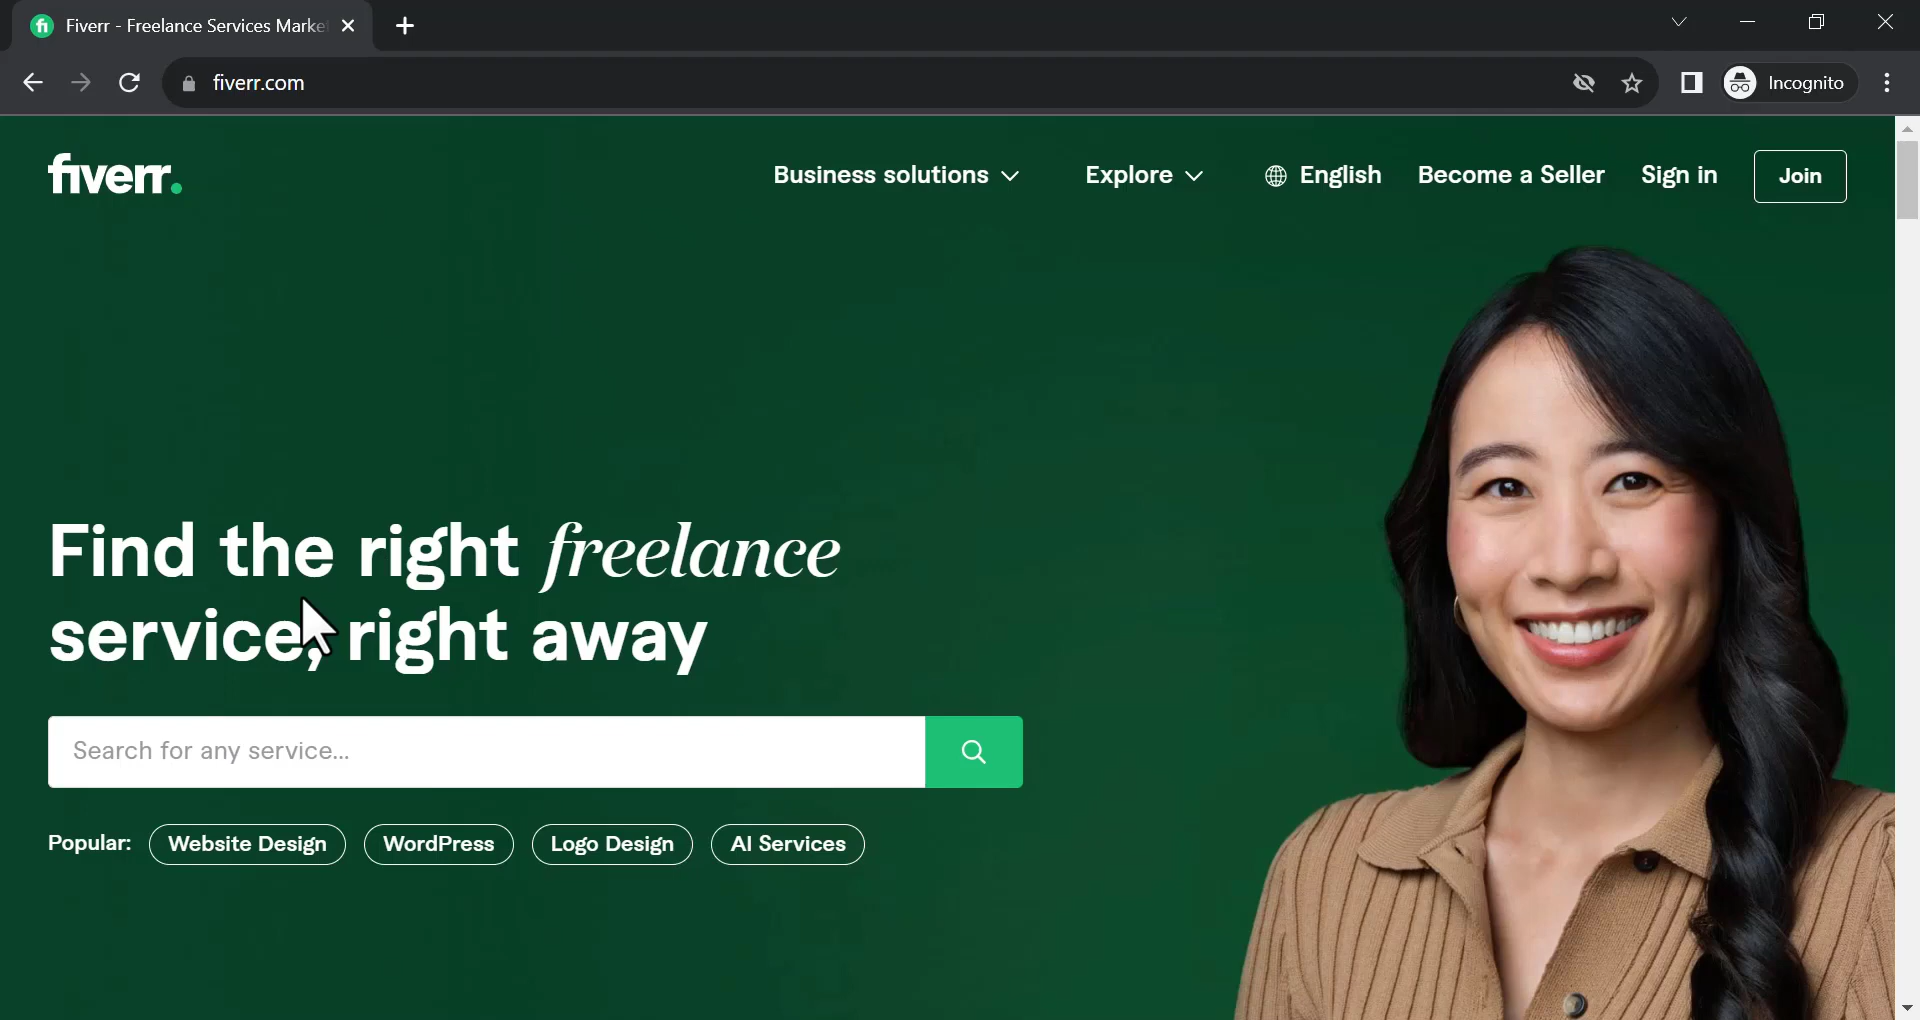 Fiverr - Freelance Services Marke
fiverr.com
Incognito
fiverr.
Business solutions
Explore
English
Become a Seller
Sign in
Join
Find the right freelance
service, right away
Search for any service...
Popular:
Website Design
WordPress
Logo Design
AI Services